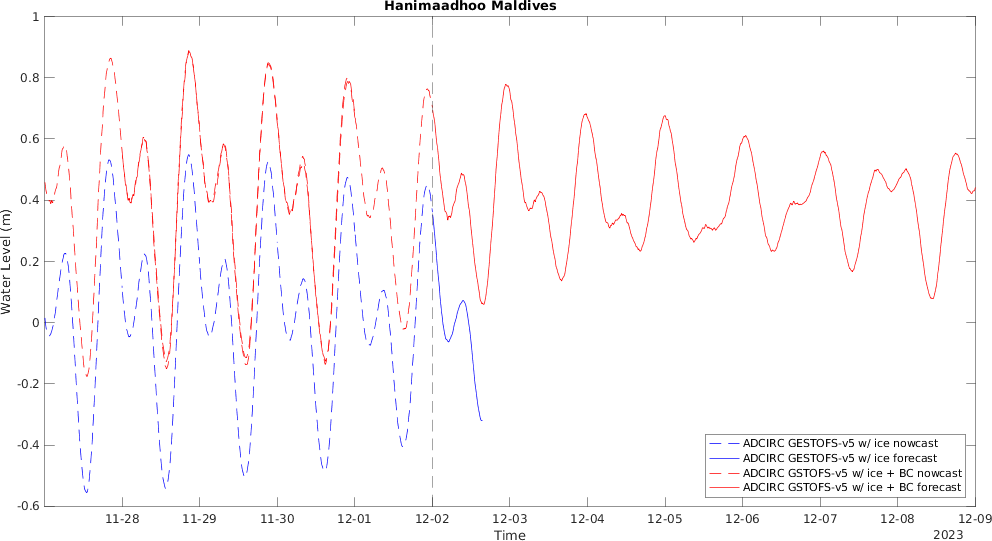 Hanimaadhoo Maldives
1
0.8
0.6
0.4
0.2
0
-0.2
-0.4
-0.6
Water Level (m)
ADCIRC GESTOFS-v5 w/ ice nowcast
ADCIRC GESTOFS-v5 w/ ice forecast
ADCIRC GSTOFS-v5 w/ ice + BC nowcast
ADCIRC GSTOFS-v5 w/ ice + BC forecast
11-28 11-29 11-30 12-01 12-02 12-03 12-04 12-05 12-06 12-07 12-08 12-09
Time
2023